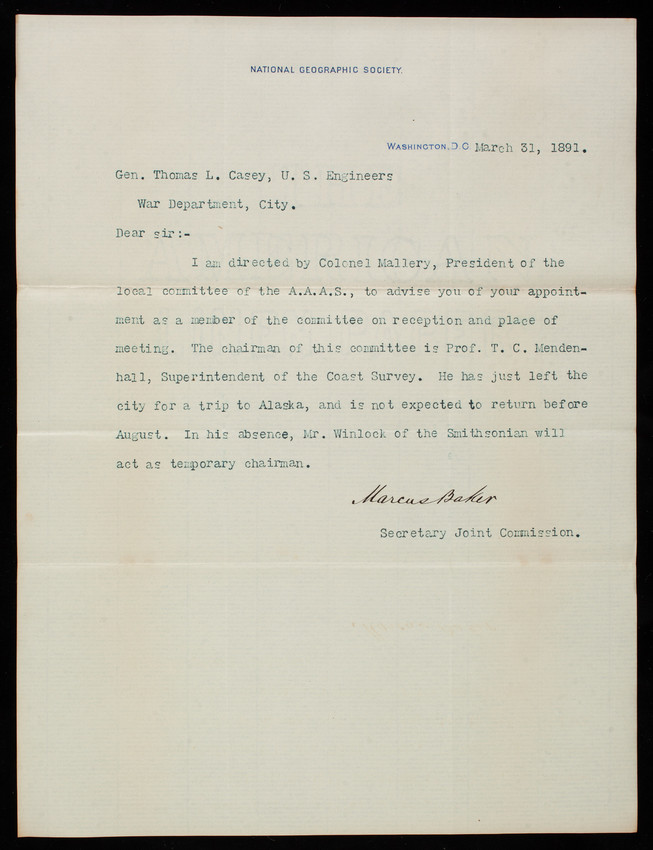 NATIONAL GEOGRAPHIC SOCIETY.
WASHINGTON, D.C. March 31, 1891.
Gen. Thomas L. Casey, U. S. Engineers
War Department, City.
Dear sir:-
I am directed by Colonel Mallery, President of the
local committee of the A.A.A.S., to advise you of your appoint-
ment as a member of the committee on reception and place of
meeting. The chairman of this committee is Prof. T. C. Menden-
hall, Superintendent of the Coast Survey. He has just left the
city for a trip to Alaska, and is not expected to return before
August. In his absence, Mr. Winlock of the Smithsonian will
act as temporary chairman.
Marcus Baker
Secretary Joint Commission.